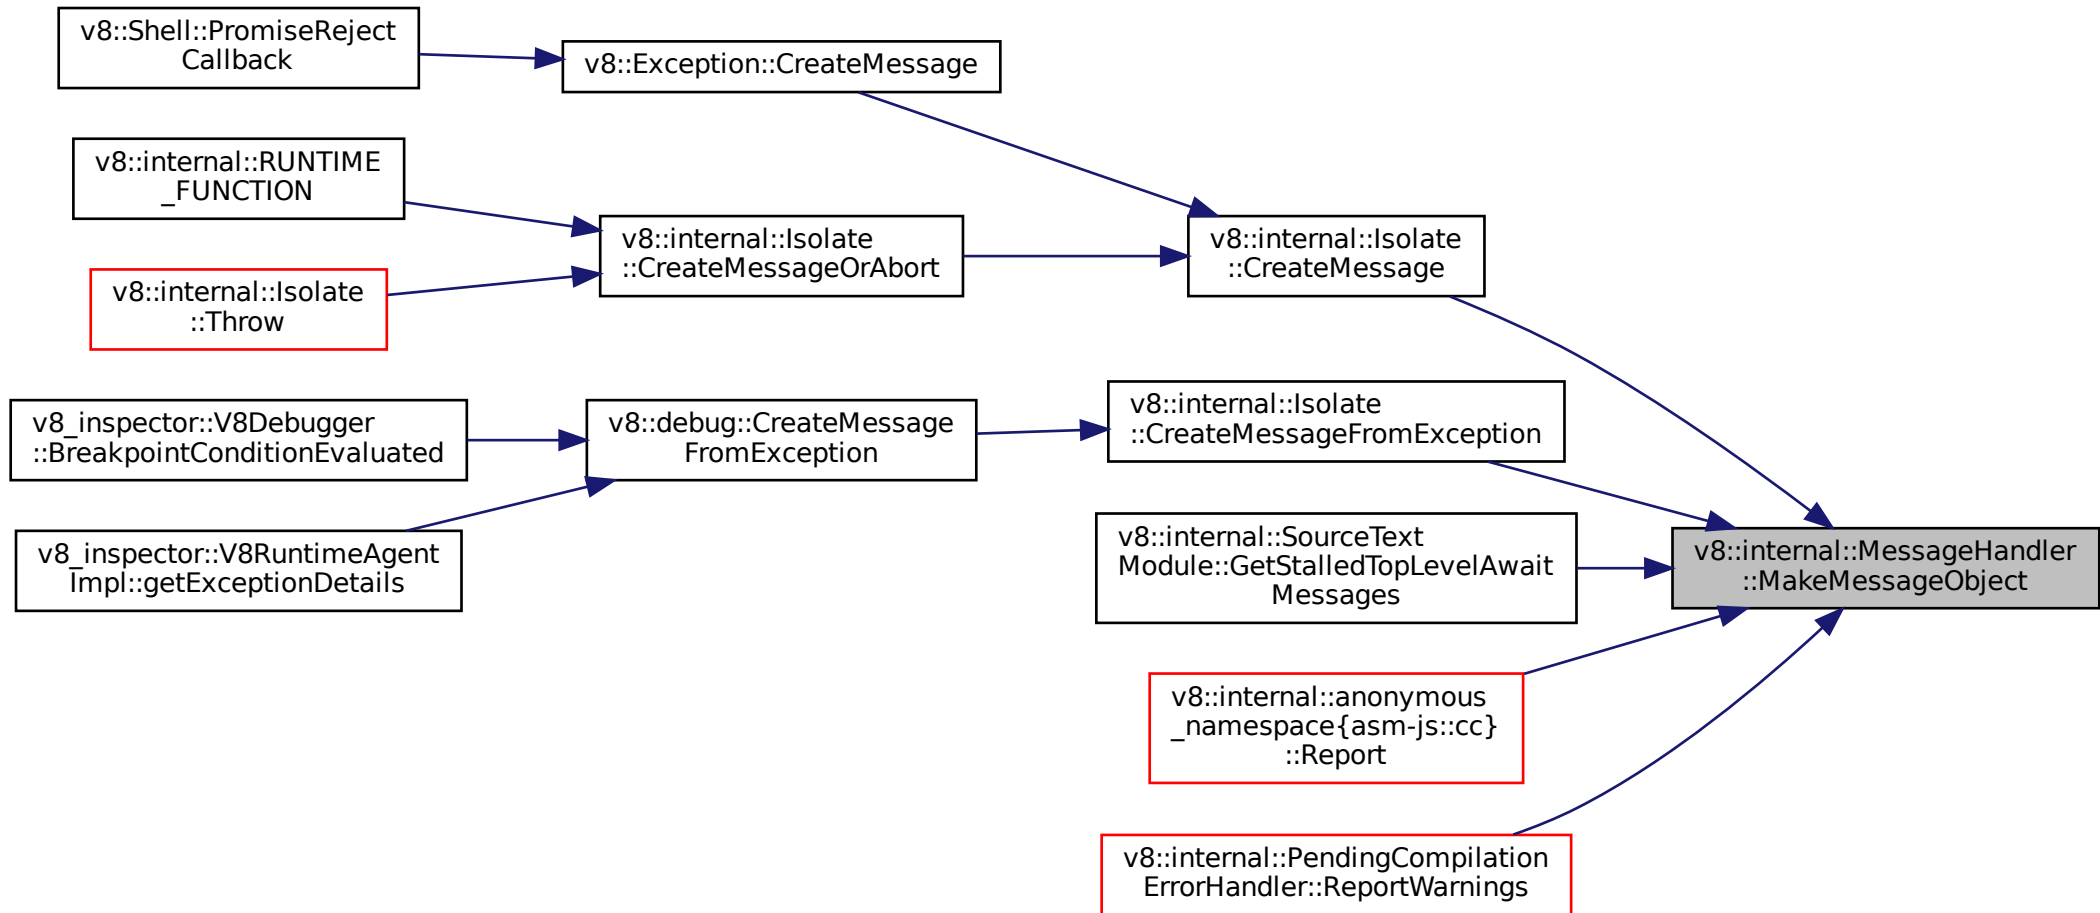 v8::Shell::PromiseReject
Callback
v8::Exception::CreateMessage
v8::internal::RUNTIME
_FUNCTION
v8::internal::Isolate
::CreateMessageOrAbort
v8::internal::Isolate
::CreateMessage
v8::internal::Isolate
::Throw
v8_inspector::V8Debugger
::BreakpointConditionEvaluated
v8::debug::CreateMessage
FromException
v8::internal::Isolate
::CreateMessageFromException
v8_inspector::V8RuntimeAgent
Impl::getExceptionDetails
v8::internal::SourceText
Module::GetStalledTopLevelAwait
Messages
v8::internal::MessageHandler
::MakeMessageObject
v8::internal::anonymous
_namespace{asm-js::cc}
::Report
v8::internal::PendingCompilation
ErrorHandler::ReportWarnings